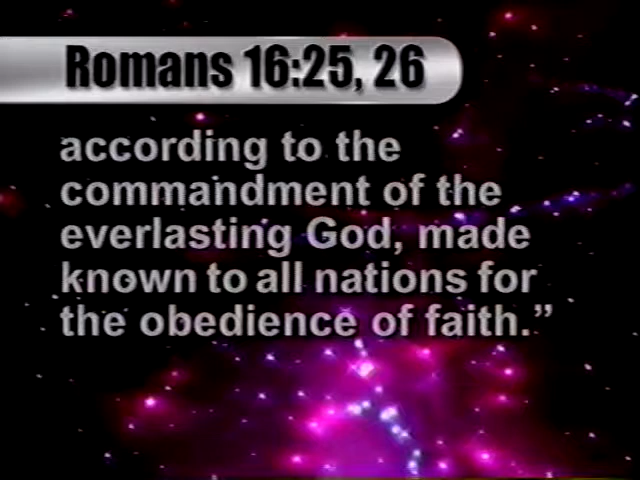 Romans 16:25, 26
according to the
commandment of the
everlasting God, made
known to all nations for
the obedience of faith.”